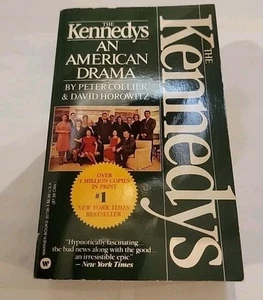 THE
Kennedys
AN
AMERICAN
DRAMA
BY PETER COLLIER
& DAVID HOROWITZ
OVER
1 MILLION COPIES
IN PRINT
#1
NEW YORK TIMES
BESTSELLER
"Hypnotically fascinating...
the bad news along with the good...
an irresistible epic"
— New York Times
THE
Kennedys
W